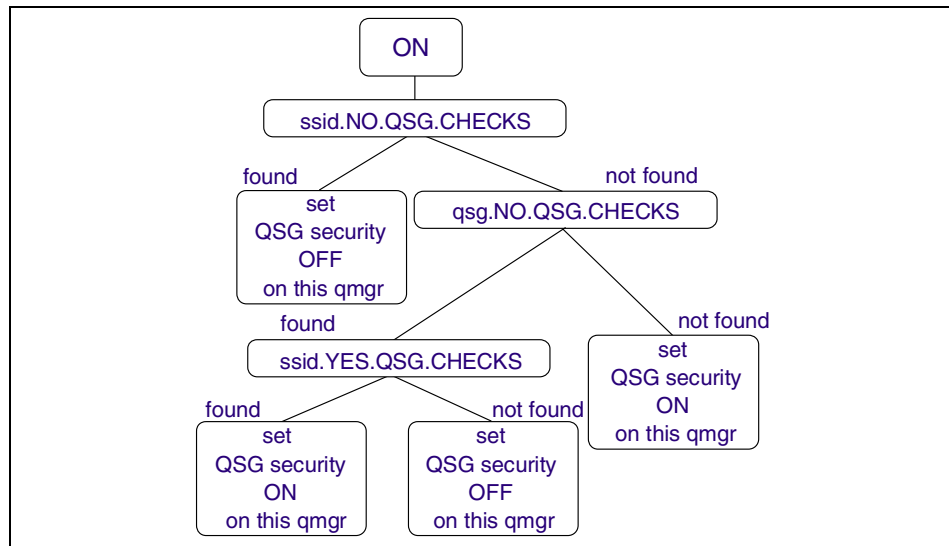 ON
ssid.NO.QSG.CHECKS
found
not found
set
QSG security
OFF
on this qmgr
qsg.NO.QSG.CHECKS
found
not found
ssid.YES.QSG.CHECKS
set
QSG security
ON
on this qmgr
found
not found
set
QSG security
ON
on this qmgr
set
QSG security
OFF
on this qmgr